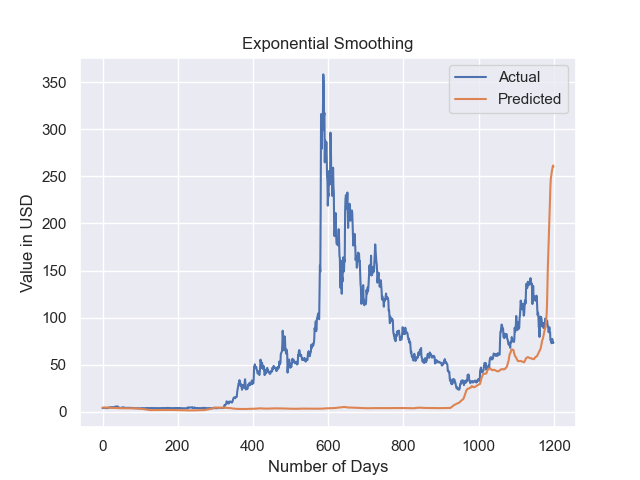 Exponential Smoothing
Actual
Predicted
350
300
250
200
150
100
50
0
Value in USD
0 200 400 600 800 1000 1200
Number of Days